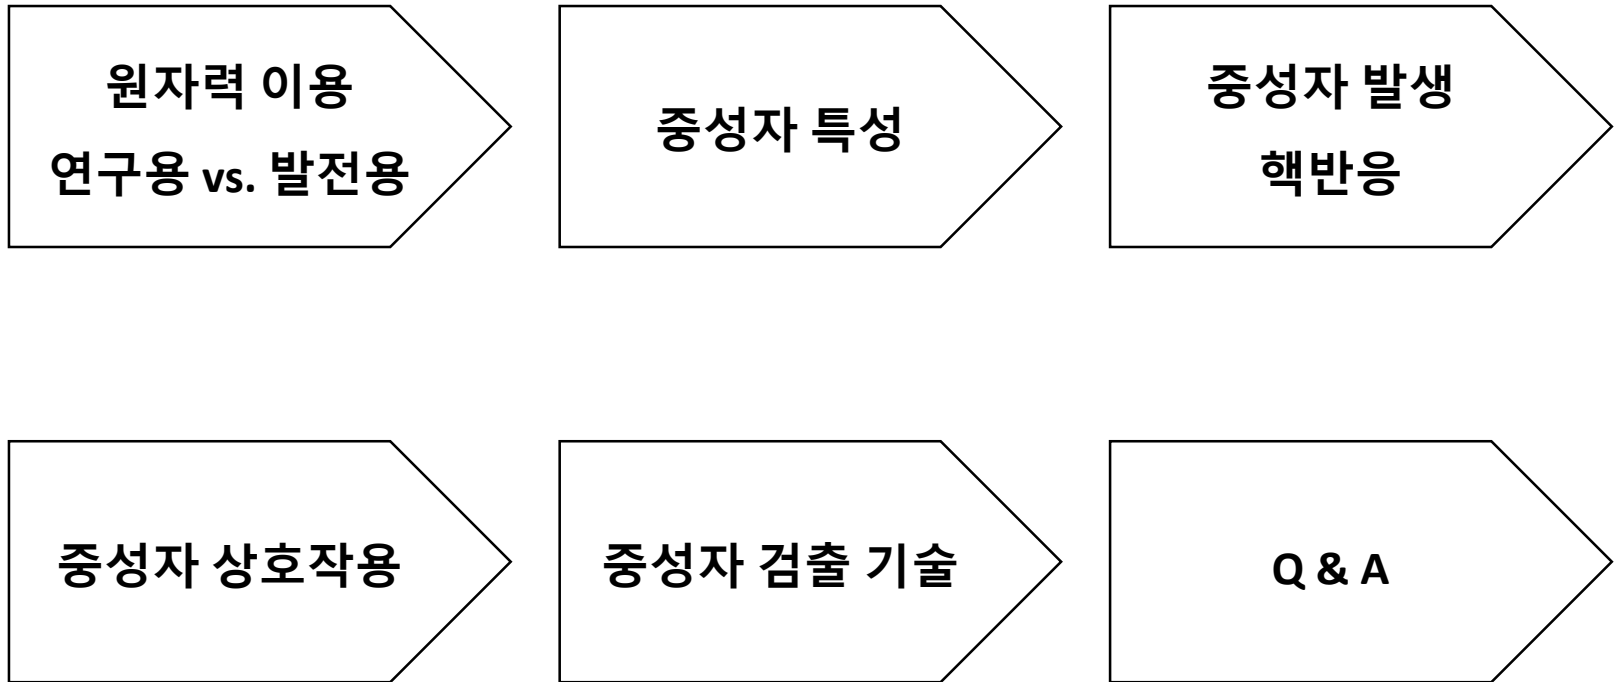 원자력 이용
연구용 vs. 발전용
중성자 특성
중성자 발생
핵반응
중성자 상호작용
중성자 검출 기술
Q & A